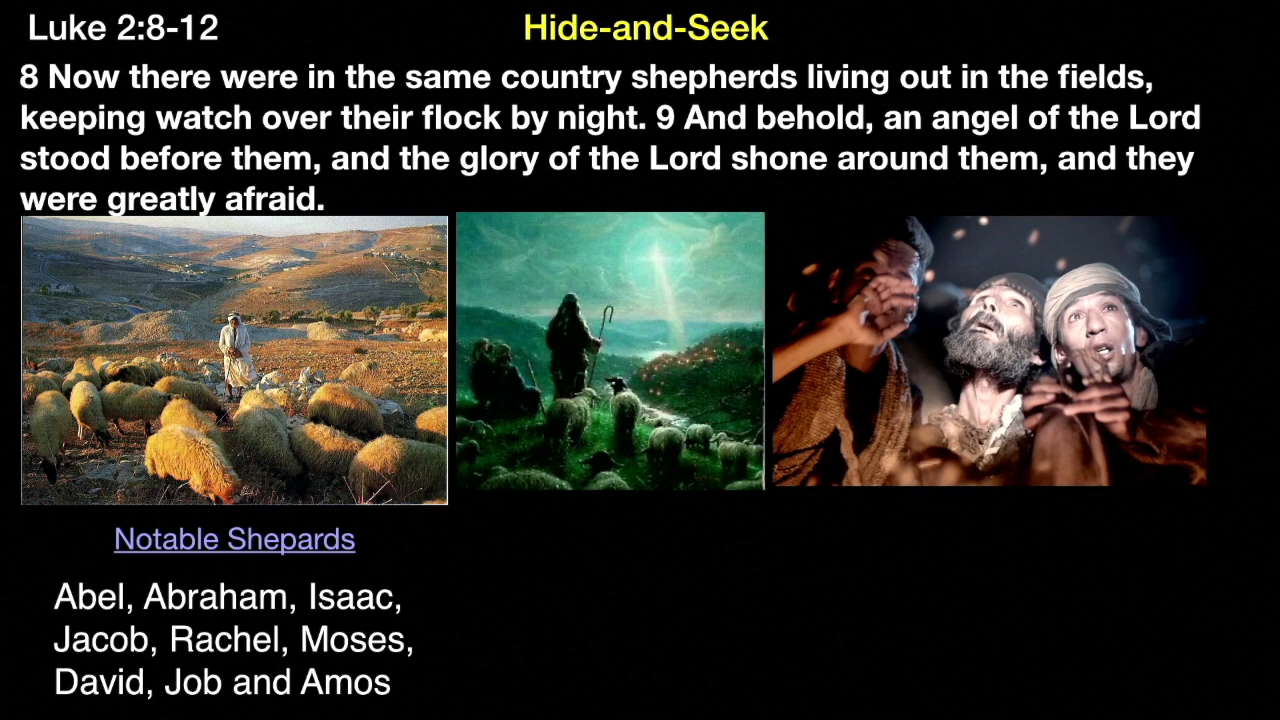 Luke 2:8-12
Hide-and-Seek
8 Now there were in the same country shepherds living out in the fields,
keeping watch over their flock by night. 9 And behold, an angel of the Lord
stood before them, and the glory of the Lord shone around them, and they
were greatly afraid.
Notable Shepards
Abel, Abraham, Isaac,
Jacob, Rachel, Moses,
David, Job and Amos